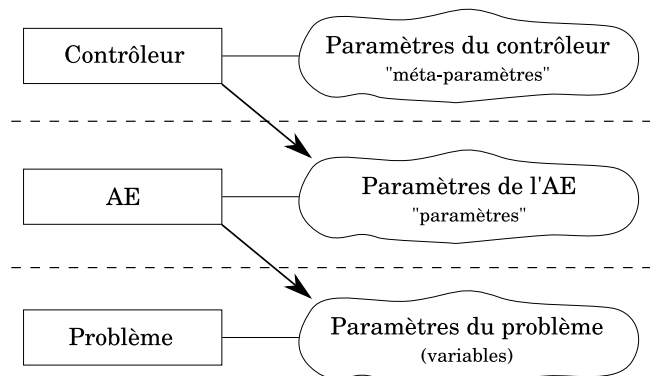 Contrôleur
Paramètres du contrôleur
"méta-paramètres"
AE
Paramètres de l'AE
"paramètres"
Problème
Paramètres du problème
(variables)